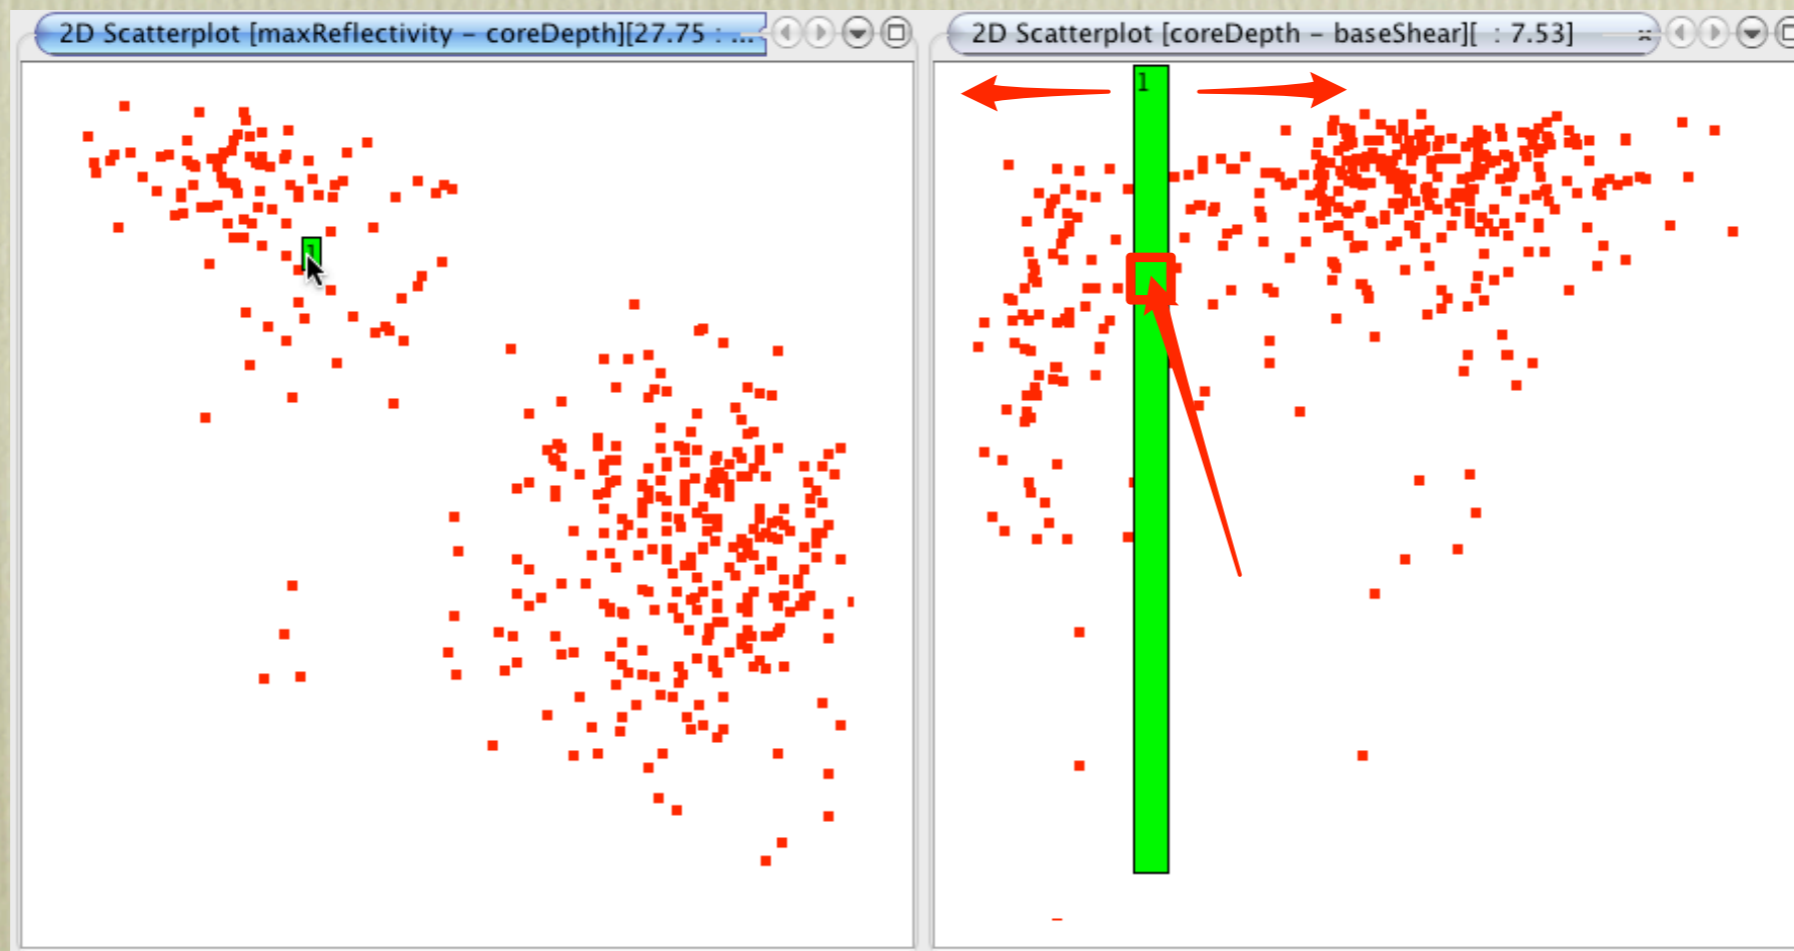 2D Scatterplot [maxReflectivity - coreDepth][27.75 : ...
2D Scatterplot [coreDepth - baseShear][ : 7.53]
1
1